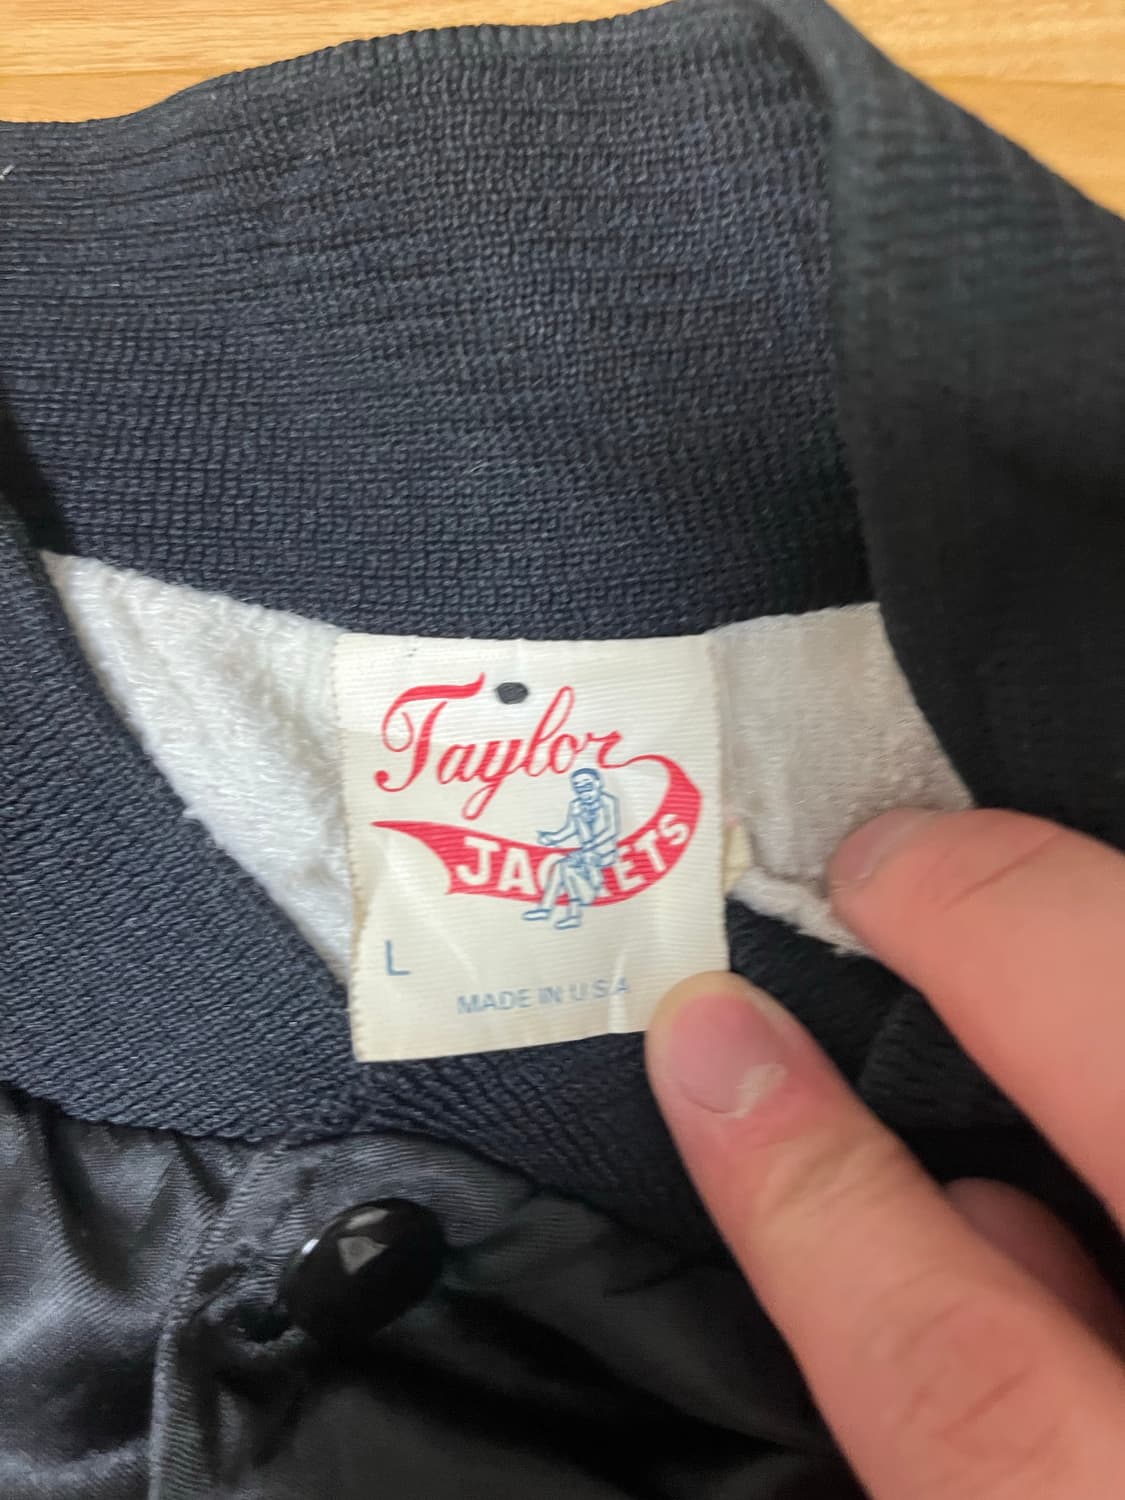 Taylor
JACKETS
L
MADE IN U.S.A